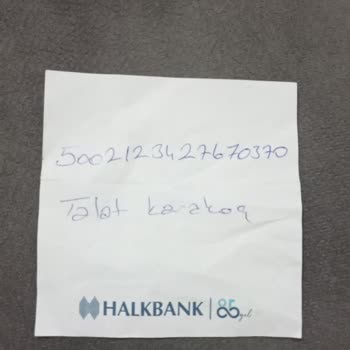 5002123427670370
Talat karakoç
HALKBANK | 85 yıl